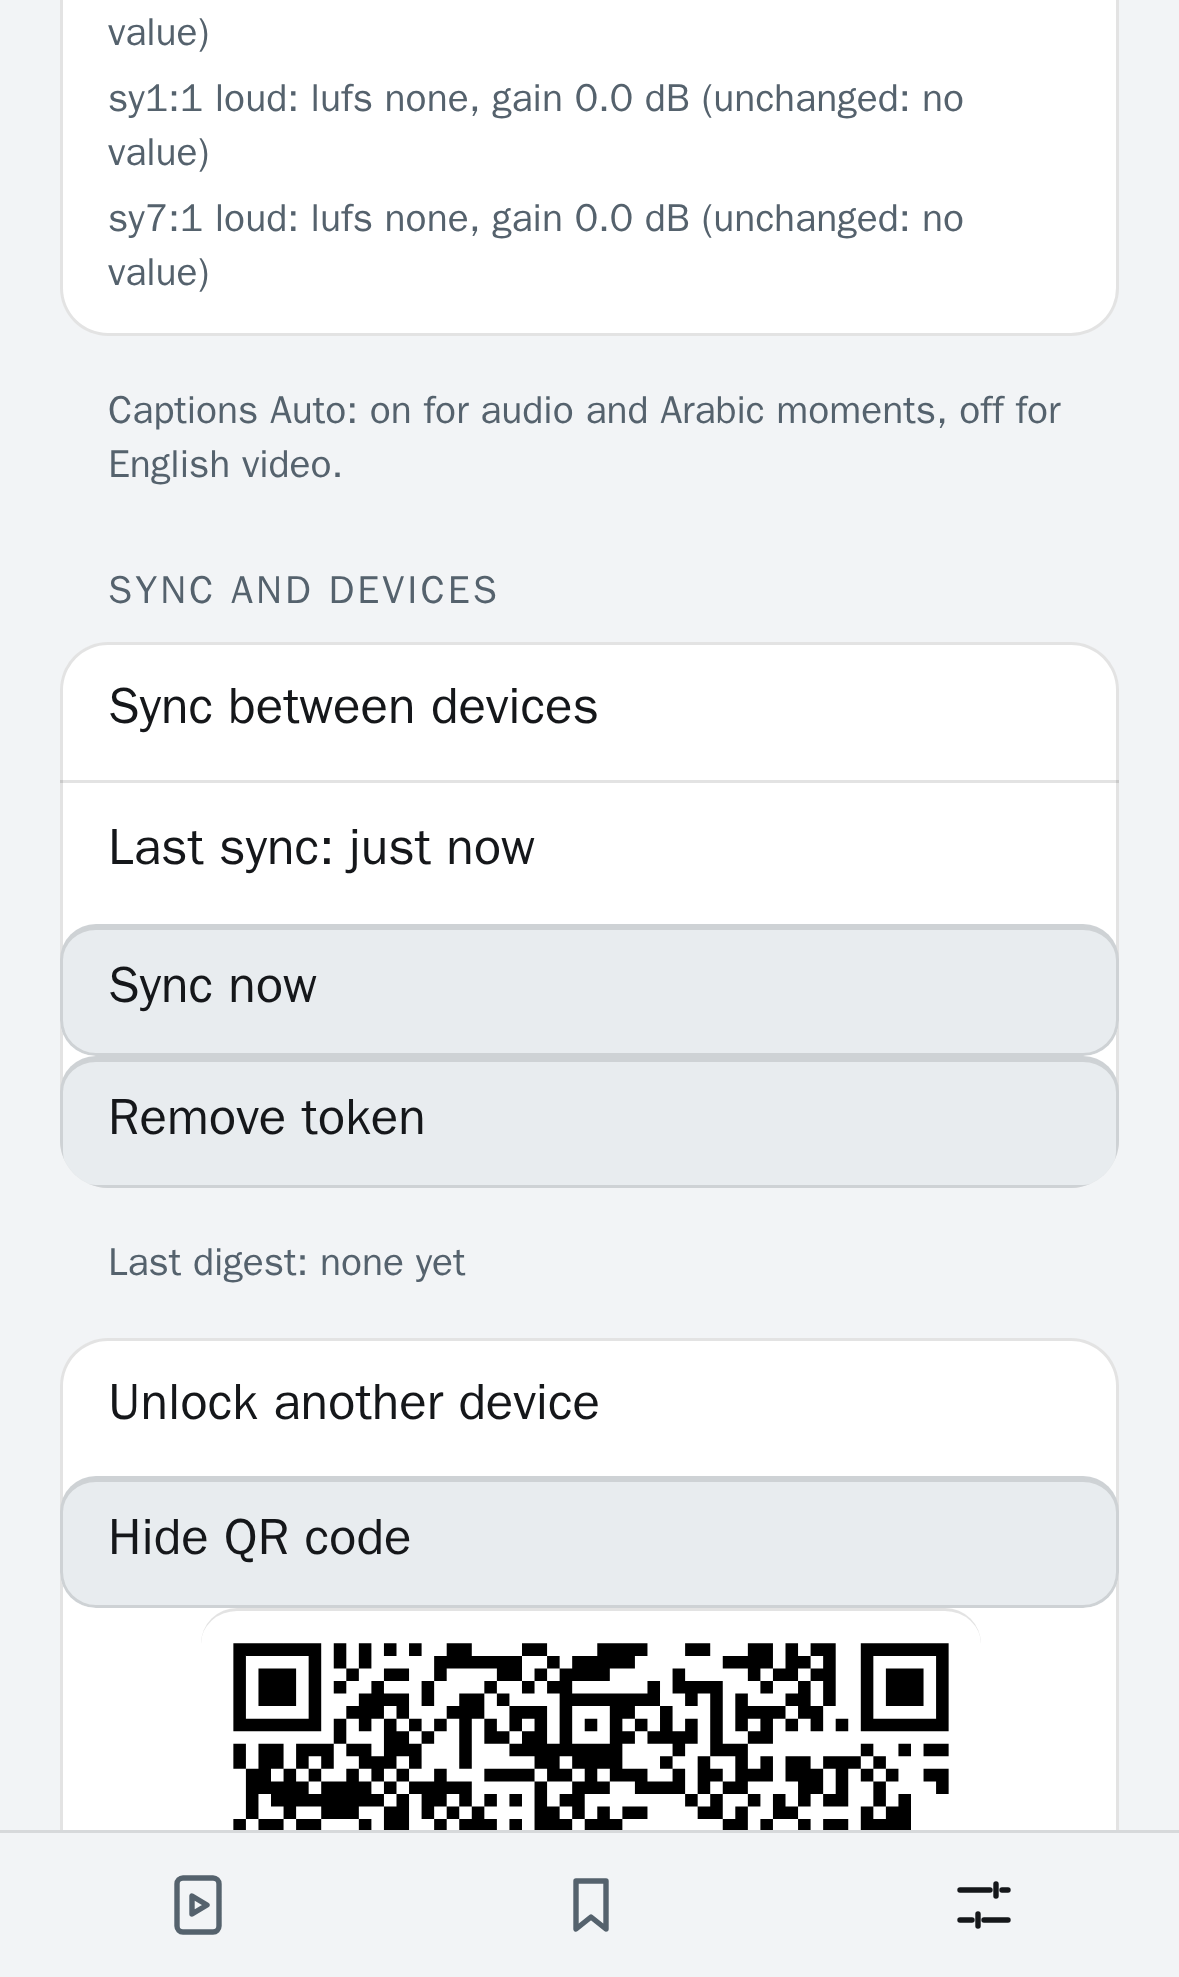 value)
sy1:1 loud: lufs none, gain 0.0 dB (unchanged: no
value)
sy7:1 loud: lufs none, gain 0.0 dB (unchanged: no
value)
Captions Auto: on for audio and Arabic moments, off for
English video.
SYNC AND DEVICES
Sync between devices
Last sync: just now
Sync now
Remove token
Last digest: none yet
Unlock another device
Hide QR code